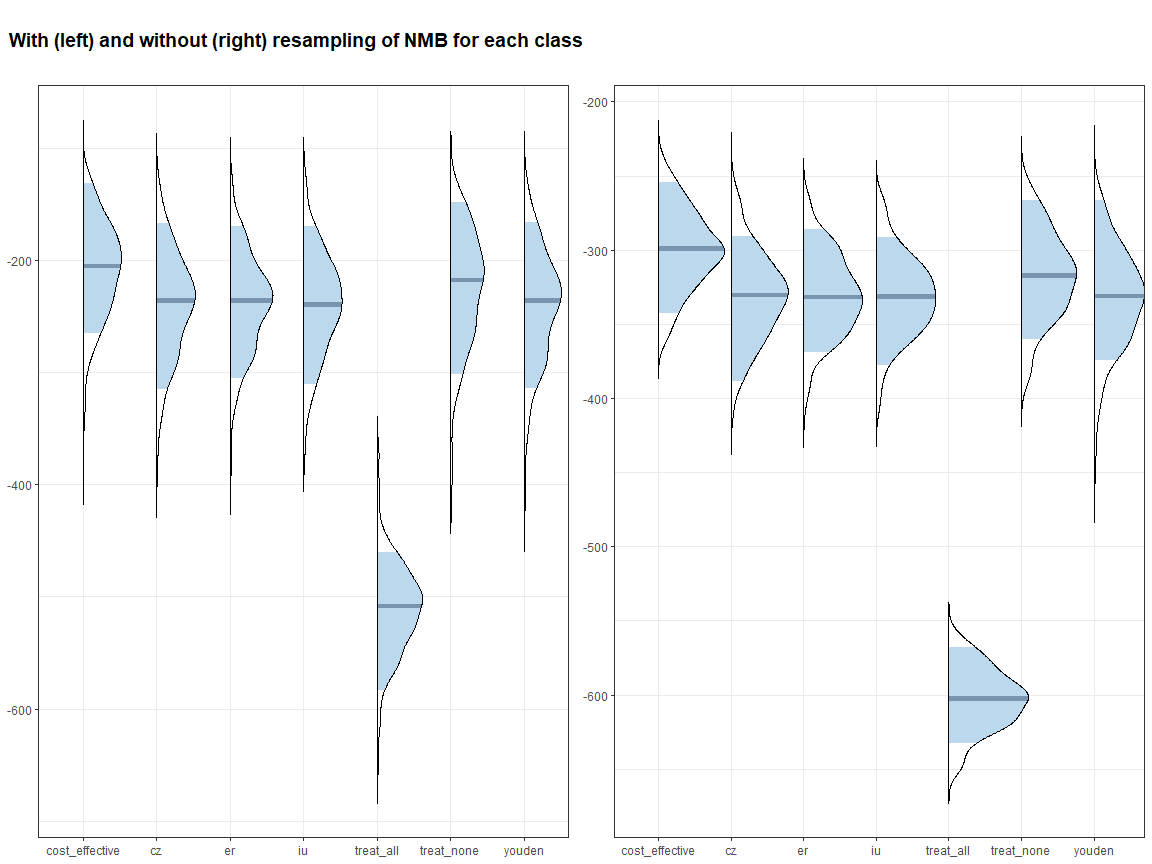 With (left) and without (right) resampling of NMB for each class
-200
-400
-600
cost_effective cz er iu treat_all treat_none youden
-200
-300
-400
-500
-600
cost_effective cz er iu treat_all treat_none youden